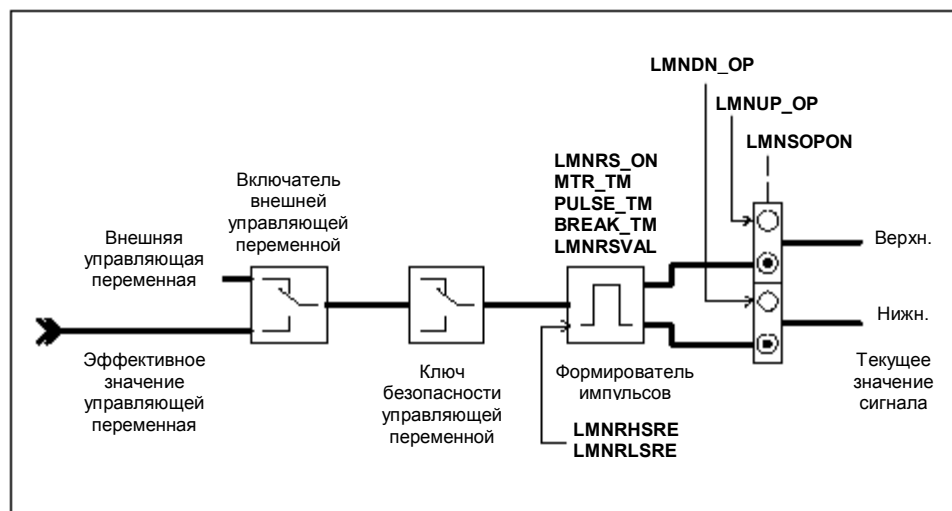 LMNDN_OP
LMNUP_OP
LMNSOPON
LMNRS_ON
MTR_TM
PULSE_TM
BREAK_TM
LMNRSVAL
Включатель
внешней
управляющей
переменной
Внешняя
управляющая
переменная
Верхн.
Нижн.
Эффективное
значение
управляющей
переменная
Ключ
безопасности
управляющей
переменной
Формирователь
импульсов
Текущее
значение
сигнала
LMNRHSRE
LMNRLSRE